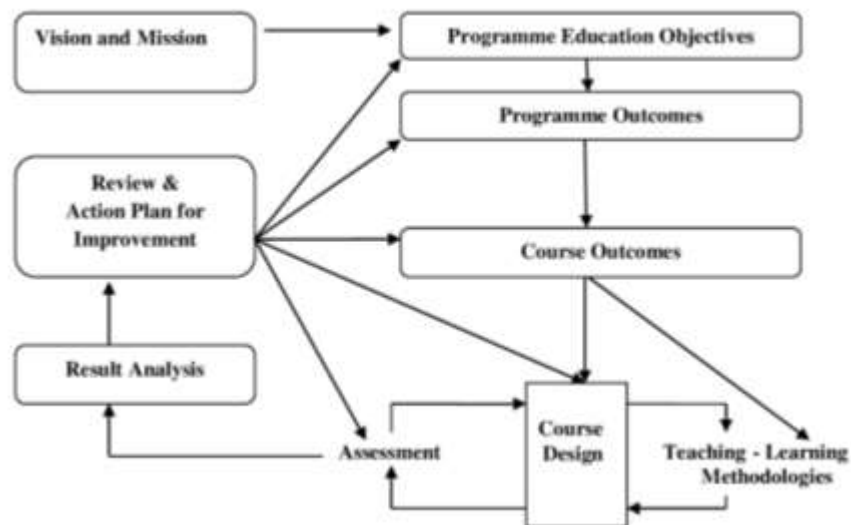 Vision and Mission
Programme Education Objectives
Programme Outcomes
Review &
Action Plan for
Improvement
Course Outcomes
Result Analysis
Assessment
Course
Design
Teaching - Learning
Methodologies